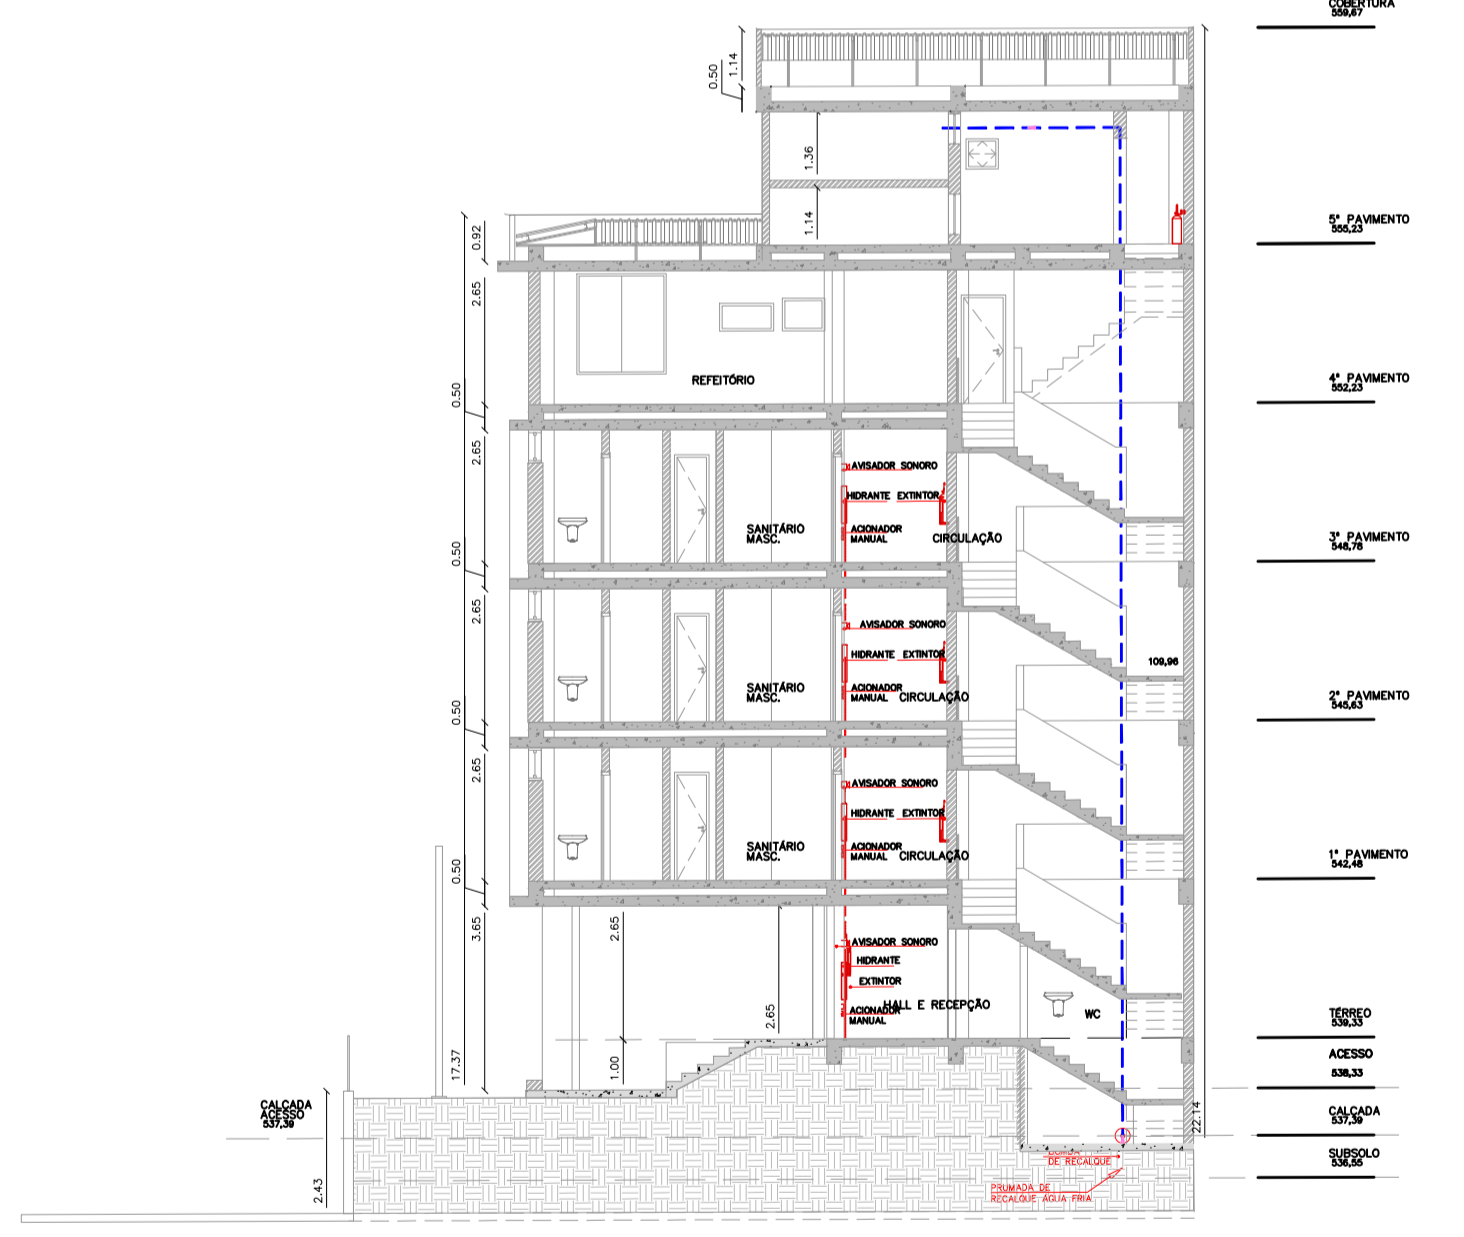 COBERTURA
559,67
1.14
0.50
1.36
1.14
5° PAVIMENTO
555,23
0.92
2.65
REFEITÓRIO
4° PAVIMENTO
552,23
0.50
2.65
AVISADOR SONORO
HIDRANTE EXTINTOR
SANITÁRIO
MASC.
ACIONADOR
MANUAL
CIRCULAÇÃO
3° PAVIMENTO
548,78
0.50
2.65
AVISADOR SONORO
HIDRANTE EXTINTOR
109,96
SANITÁRIO
MASC.
ACIONADOR
MANUAL
CIRCULAÇÃO
2° PAVIMENTO
545,63
0.50
2.65
AVISADOR SONORO
HIDRANTE EXTINTOR
SANITÁRIO
MASC.
ACIONADOR
MANUAL
CIRCULAÇÃO
1° PAVIMENTO
542,48
0.50
3.65
2.65
AVISADOR SONORO
HIDRANTE
EXTINTOR
HALL E RECEPÇÃO
ACIONADOR
MANUAL
2.65
WC
TÉRREO
539,33
ACESSO
538,33
17.37
1.00
CALÇADA
ACESSO
537,39
22.14
CALÇADA
537,39
DE RECALQUE
SUBSOLO
536,55
2.43
PRUMADA DE
RECALQUE ÁGUA FRIA